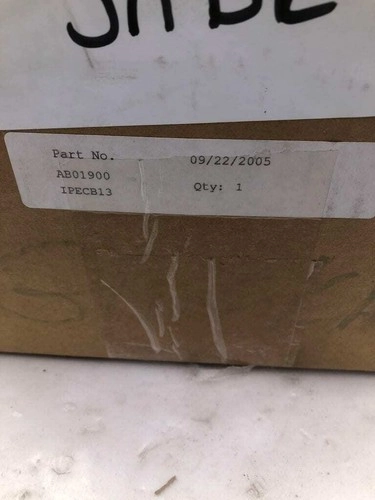 Part No.
09/22/2005
AB01900
IPECB13
Qty: 1